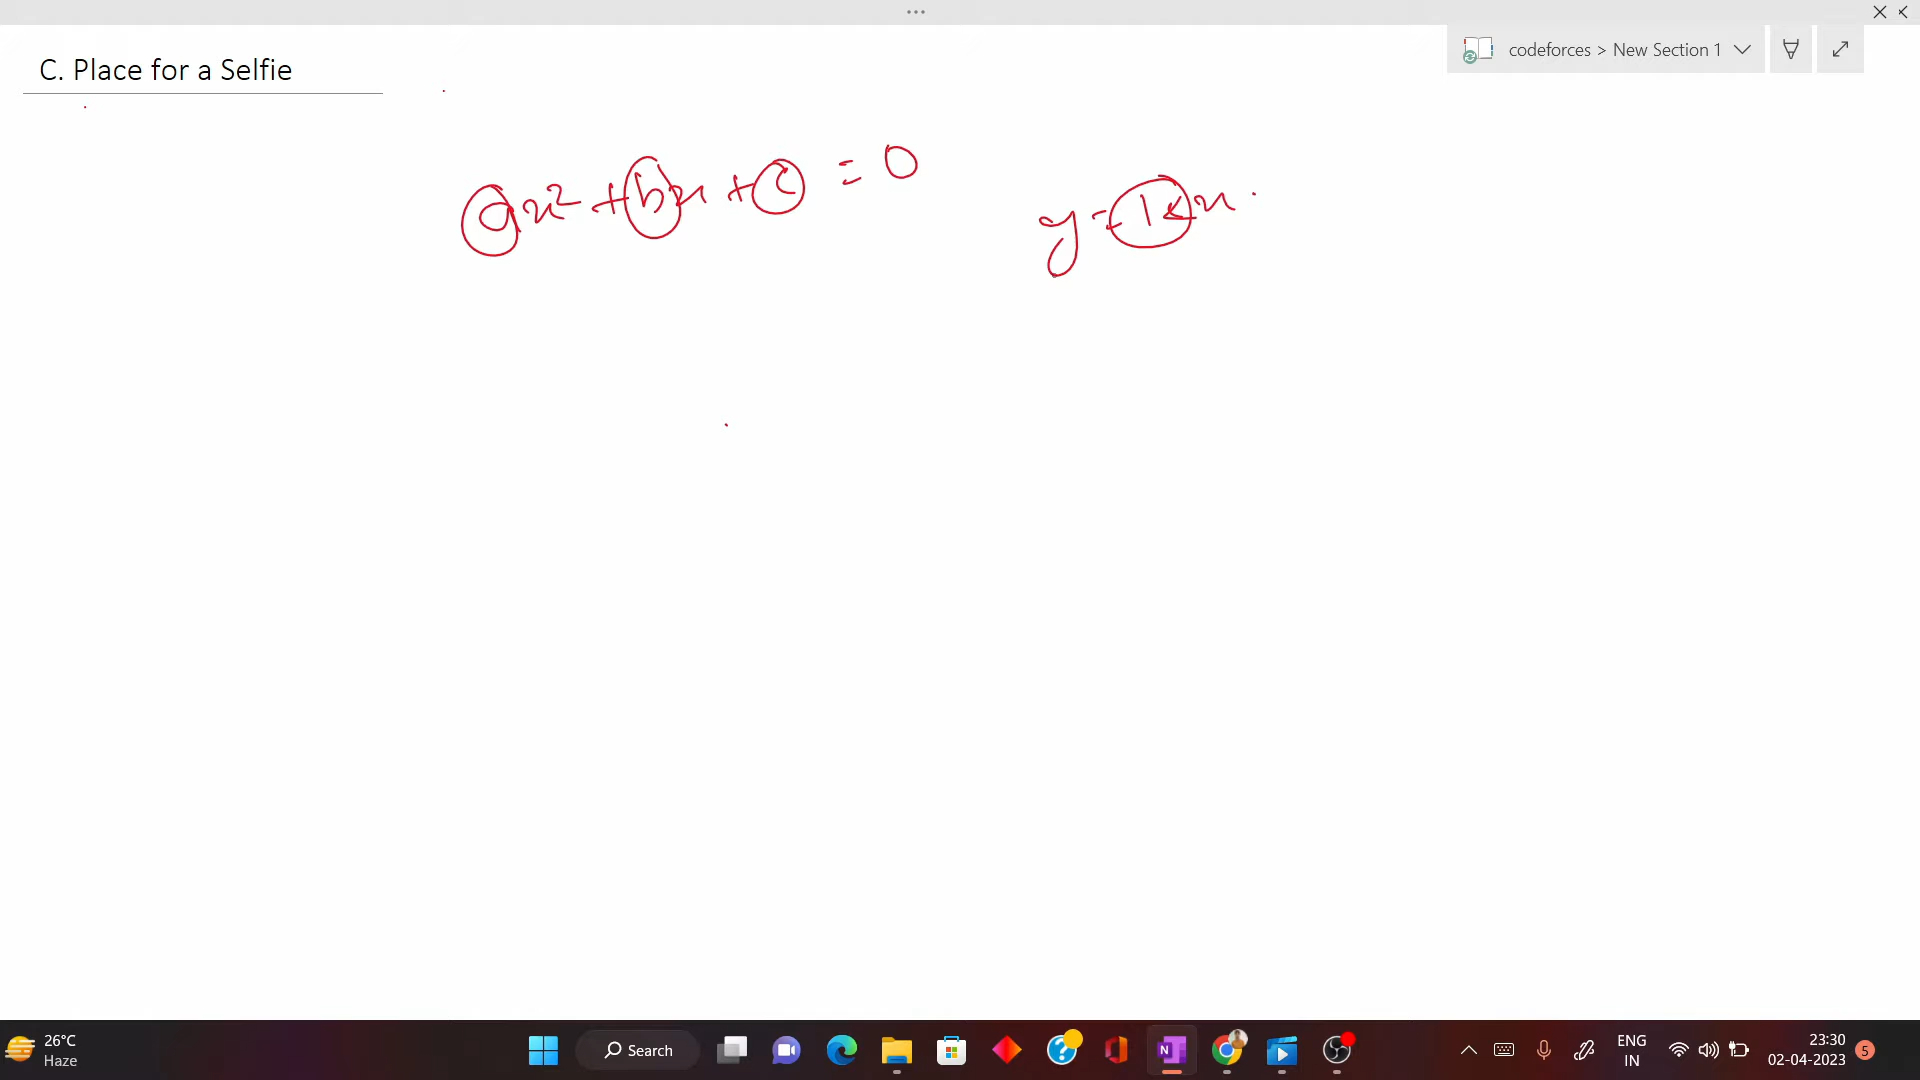 codeforces > New Section 1
C. Place for a Selfie
ax² + bx + c = 0
y = kx
26°C
Haze
Search
ENG
IN
23:30
02-04-2023
5